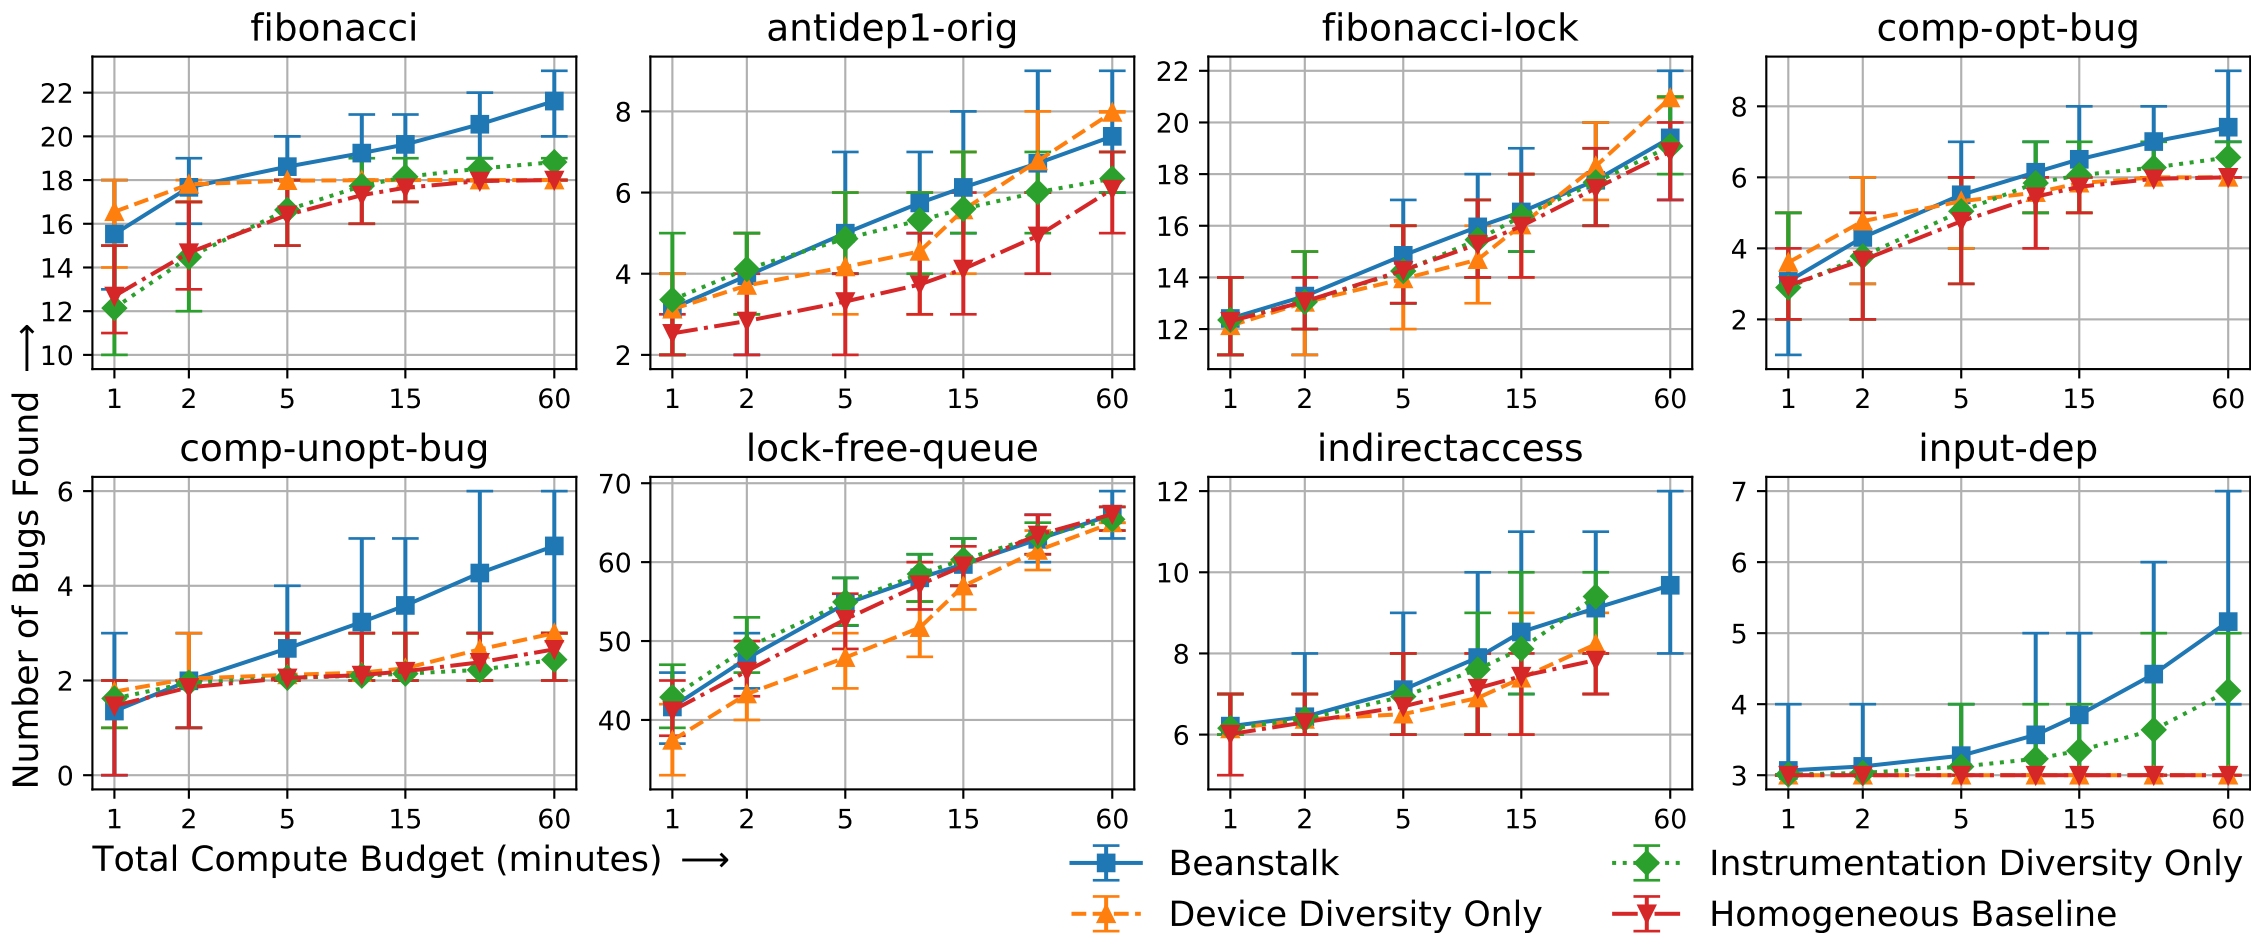 fibonacci
antidep1-orig
fibonacci-lock
comp-opt-bug
22
20
18
16
14
12
10
1 2 5 15 60
8
6
4
2
1 2 5 15 60
22
20
18
16
14
12
1 2 5 15 60
8
6
4
2
1 2 5 15 60
Number of Bugs Found ⟶
comp-unopt-bug
lock-free-queue
indirectaccess
input-dep
6
4
2
0
1 2 5 15 60
70
60
50
40
1 2 5 15 60
12
10
8
6
1 2 5 15 60
7
6
5
4
3
1 2 5 15 60
Total Compute Budget (minutes) ⟶
Beanstalk
Device Diversity Only
Instrumentation Diversity Only
Homogeneous Baseline